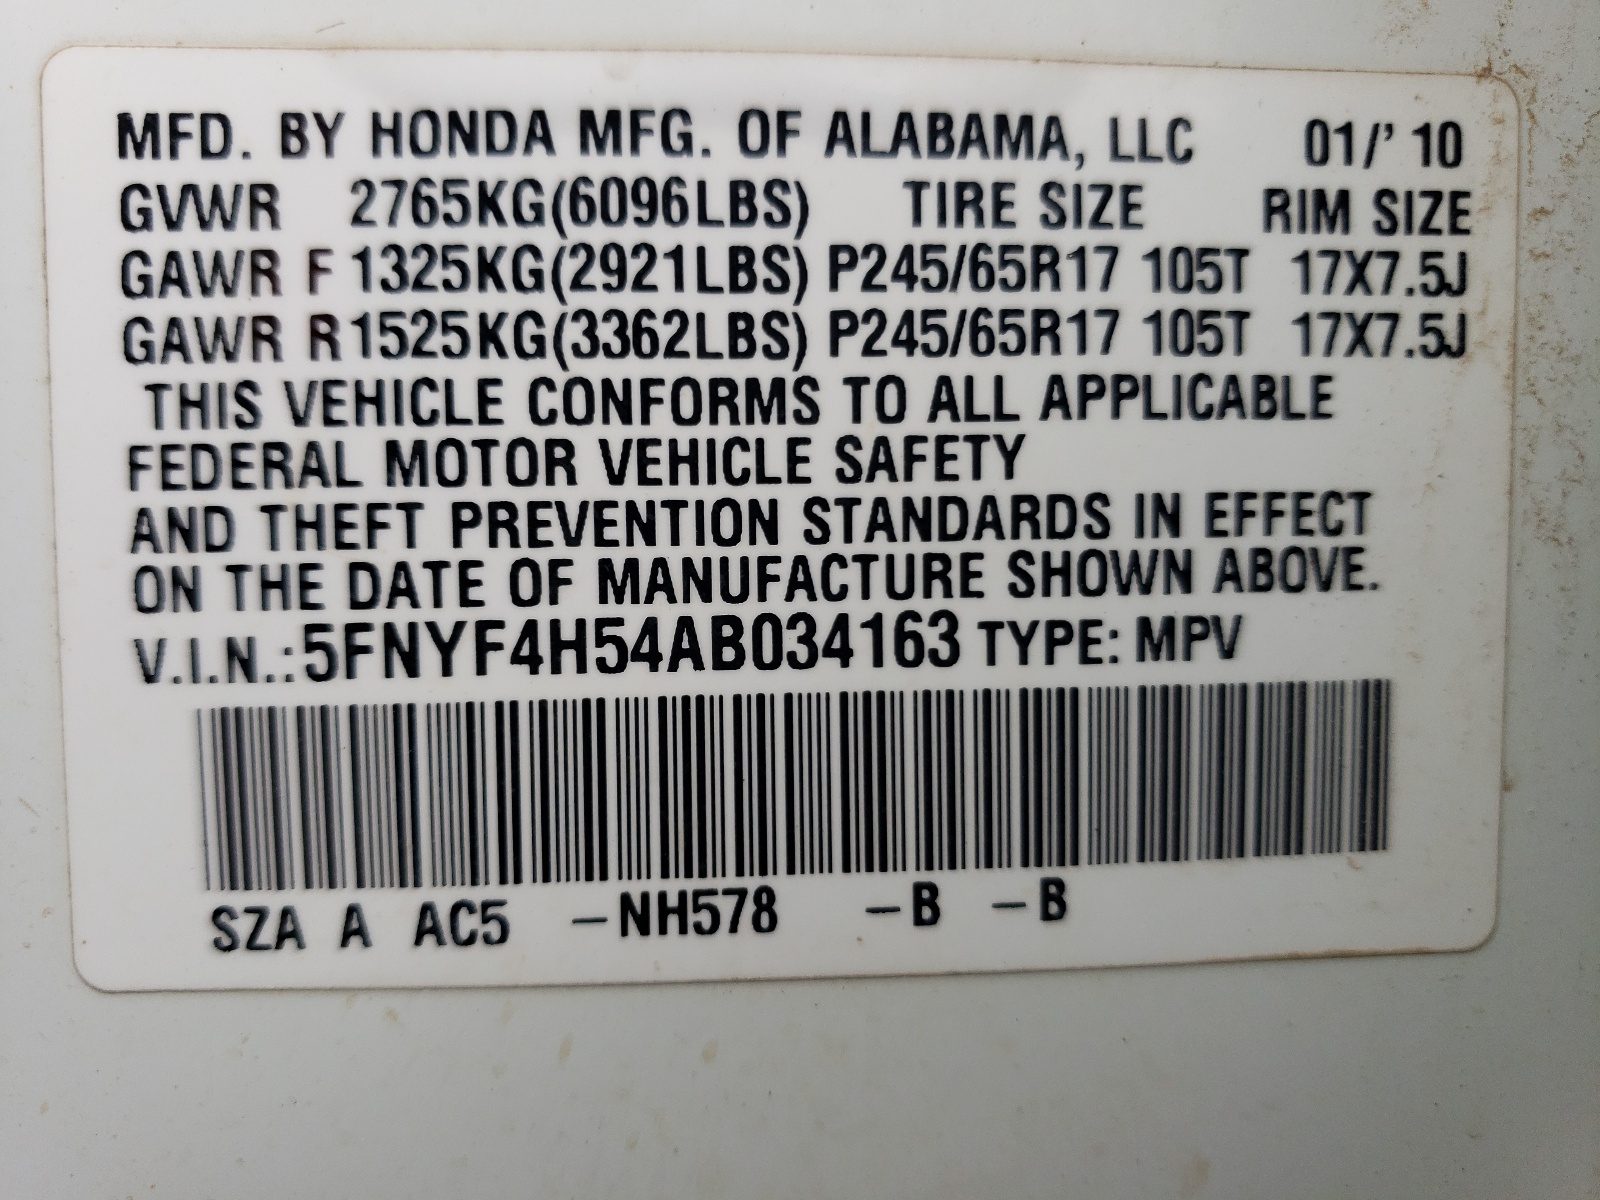 MFD. BY HONDA MFG. OF ALABAMA, LLC 01/' 10
GVWR 2765KG(6096LBS) TIRE SIZE RIM SIZE
GAWR F 1325KG(2921LBS) P245/65R17 105T 17X7.5J
GAWR R 1525KG(3362LBS) P245/65R17 105T 17X7.5J
THIS VEHICLE CONFORMS TO ALL APPLICABLE
FEDERAL MOTOR VEHICLE SAFETY
AND THEFT PREVENTION STANDARDS IN EFFECT
ON THE DATE OF MANUFACTURE SHOWN ABOVE.
V.I.N.: 5FNYF4H54AB034163 TYPE: MPV
SZA A AC5 –NH578 –B –B